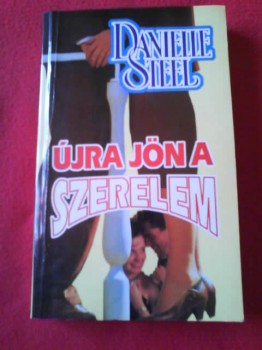 DANIELLE
STEEL
ÚJRA JÖN A
SZERELEM